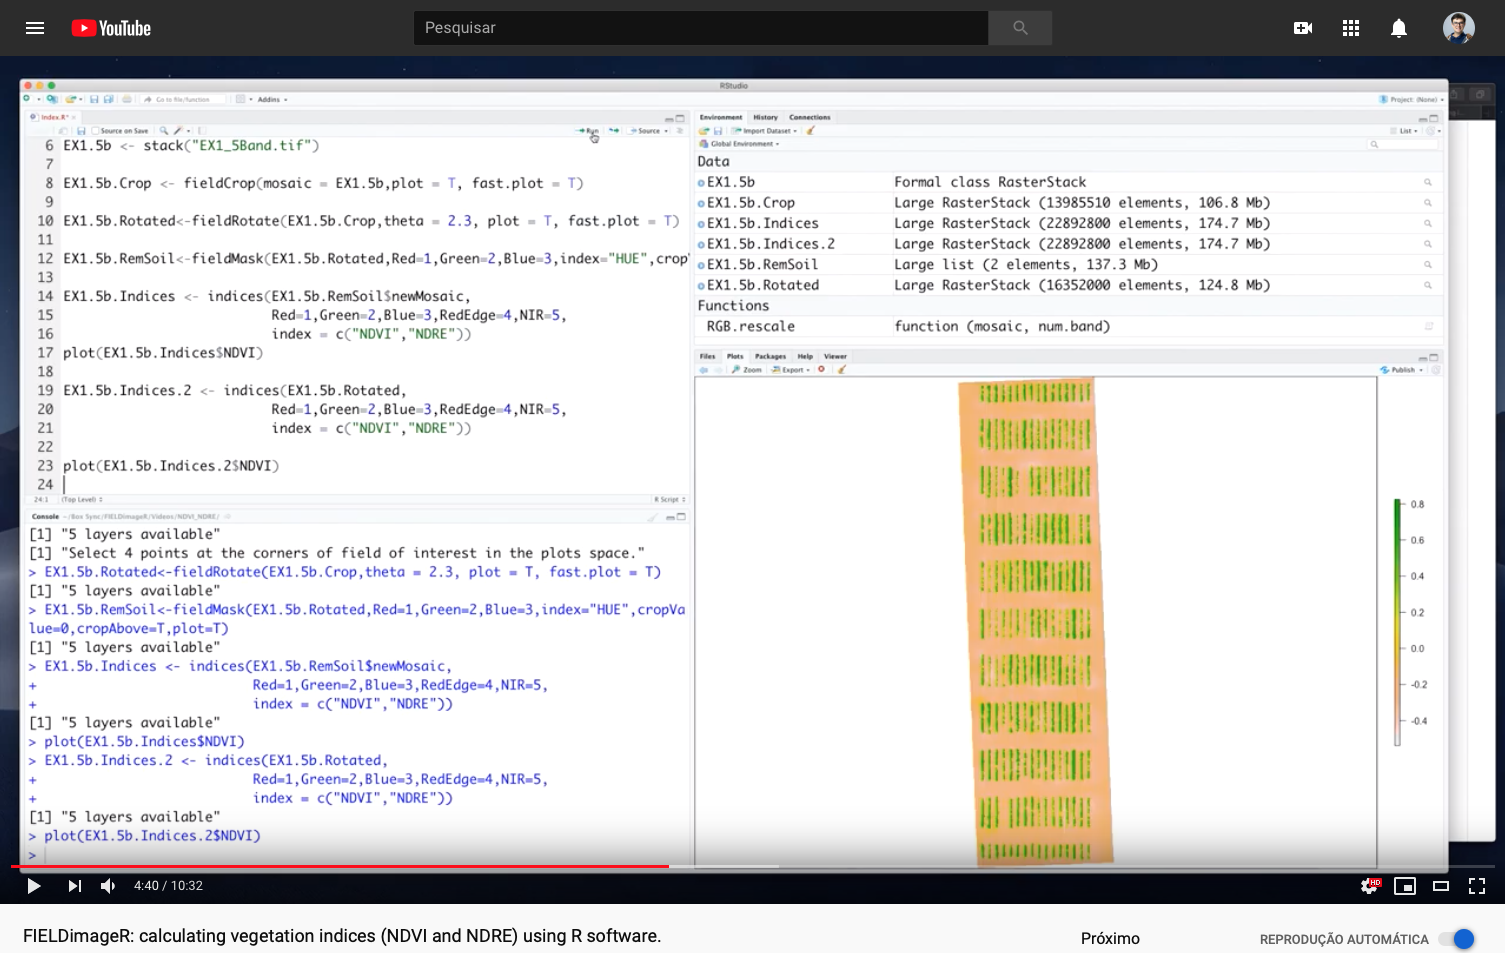 YouTube
Pesquisar
RStudio
Go to file/function
Addins
Project: (None)
Index.R*
Source on Save
Run
Source
6 EX1.5b <- stack("EX1_5Band.tif")
7
8 EX1.5b.Crop <- fieldCrop(mosaic = EX1.5b,plot = T, fast.plot = T)
9
10 EX1.5b.Rotated<-fieldRotate(EX1.5b.Crop,theta = 2.3, plot = T, fast.plot = T)
11
12 EX1.5b.RemSoil<-fieldMask(EX1.5b.Rotated,Red=1,Green=2,Blue=3,index="HUE",crop
13
14 EX1.5b.Indices <- indices(EX1.5b.RemSoil$newMosaic,
15 Red=1,Green=2,Blue=3,RedEdge=4,NIR=5,
16 index = c("NDVI","NDRE"))
17 plot(EX1.5b.Indices$NDVI)
18
19 EX1.5b.Indices.2 <- indices(EX1.5b.Rotated,
20 Red=1,Green=2,Blue=3,RedEdge=4,NIR=5,
21 index = c("NDVI","NDRE"))
22
23 plot(EX1.5b.Indices.2$NDVI)
24
24:1 (Top Level) R Script
Console ~/Box Sync/FIELDimageR/Videos/NDVI_NDRE/
[1] "5 layers available"
[1] "Select 4 points at the corners of field of interest in the plots space."
> EX1.5b.Rotated<-fieldRotate(EX1.5b.Crop,theta = 2.3, plot = T, fast.plot = T)
[1] "5 layers available"
> EX1.5b.RemSoil<-fieldMask(EX1.5b.Rotated,Red=1,Green=2,Blue=3,index="HUE",cropVa
lue=0,cropAbove=T,plot=T)
[1] "5 layers available"
> EX1.5b.Indices <- indices(EX1.5b.RemSoil$newMosaic,
+ Red=1,Green=2,Blue=3,RedEdge=4,NIR=5,
+ index = c("NDVI","NDRE"))
[1] "5 layers available"
> plot(EX1.5b.Indices$NDVI)
> EX1.5b.Indices.2 <- indices(EX1.5b.Rotated,
+ Red=1,Green=2,Blue=3,RedEdge=4,NIR=5,
+ index = c("NDVI","NDRE"))
[1] "5 layers available"
> plot(EX1.5b.Indices.2$NDVI)
>
Environment History Connections
Import Dataset
List
Global Environment
Data
EX1.5b Formal class RasterStack
EX1.5b.Crop Large RasterStack (13985510 elements, 106.8 Mb)
EX1.5b.Indices Large RasterStack (22892800 elements, 174.7 Mb)
EX1.5b.Indices.2 Large RasterStack (22892800 elements, 174.7 Mb)
EX1.5b.RemSoil Large list (2 elements, 137.3 Mb)
EX1.5b.Rotated Large RasterStack (16352000 elements, 124.8 Mb)
Functions
RGB.rescale function (mosaic, num.band)
Files Plots Packages Help Viewer
Zoom Export Publish
0.8
0.6
0.4
0.2
0.0
-0.2
-0.4
4:40 / 10:32
HD
FIELDimageR: calculating vegetation indices (NDVI and NDRE) using R software.
Próximo
REPRODUÇÃO AUTOMÁTICA